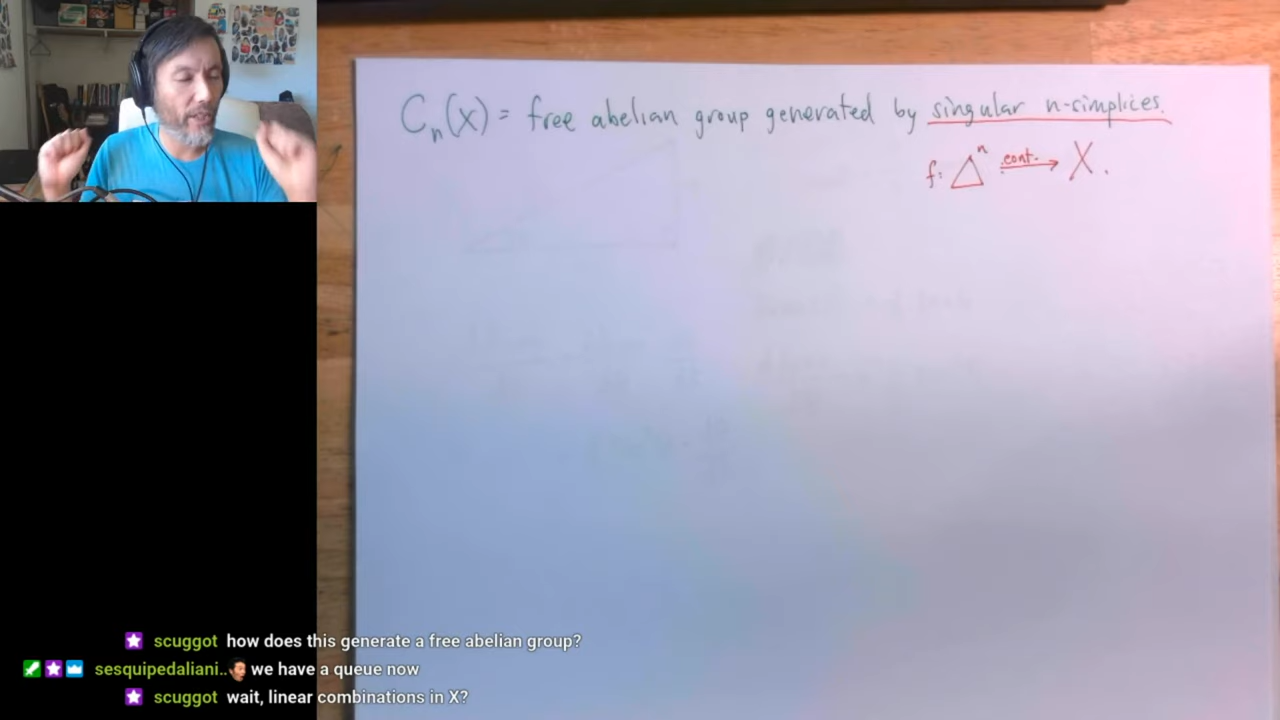 Cₙ(X) = free abelian group generated by singular n-simplices.
f: Δⁿ cont. → X.
scuggot how does this generate a free abelian group?
sesquipedaliani.. we have a queue now
scuggot wait, linear combinations in X?